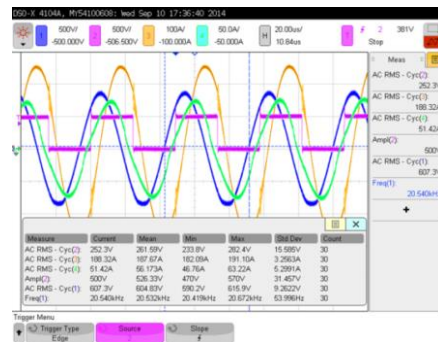 DSO-X 4104A, MY54100608: Wed Sep 10 17:36:40 2014
1 500V/ -500.000V 2 500V/ -506.500V 3 100A/ -100.000A 4 50.0A/ -50.000A H 20.00us/ 10.84us T 2 381V Stop
Meas
AC RMS - Cyc(2):
252.3V
AC RMS - Cyc(3):
188.32A
AC RMS - Cyc(4):
51.42A
Ampl(2):
500V
AC RMS - Cyc(1):
607.3V
Freq(1):
20.540kHz
Measure Current Mean Min Max Std Dev Count
AC RMS - Cyc(2): 252.3V 261.59V 233.8V 282.4V 15.585V 30
AC RMS - Cyc(3): 188.32A 187.67A 182.09A 191.10A 3.2563A 30
AC RMS - Cyc(4): 51.42A 56.173A 46.76A 63.22A 5.2991A 30
Ampl(2): 500V 526.33V 470V 570V 31.457V 30
AC RMS - Cyc(1): 607.3V 604.83V 590.2V 615.9V 9.2622V 30
Freq(1): 20.540kHz 20.532kHz 20.419kHz 20.672kHz 53.996Hz 30
Trigger Menu
Trigger Type Source Slope
Edge 2